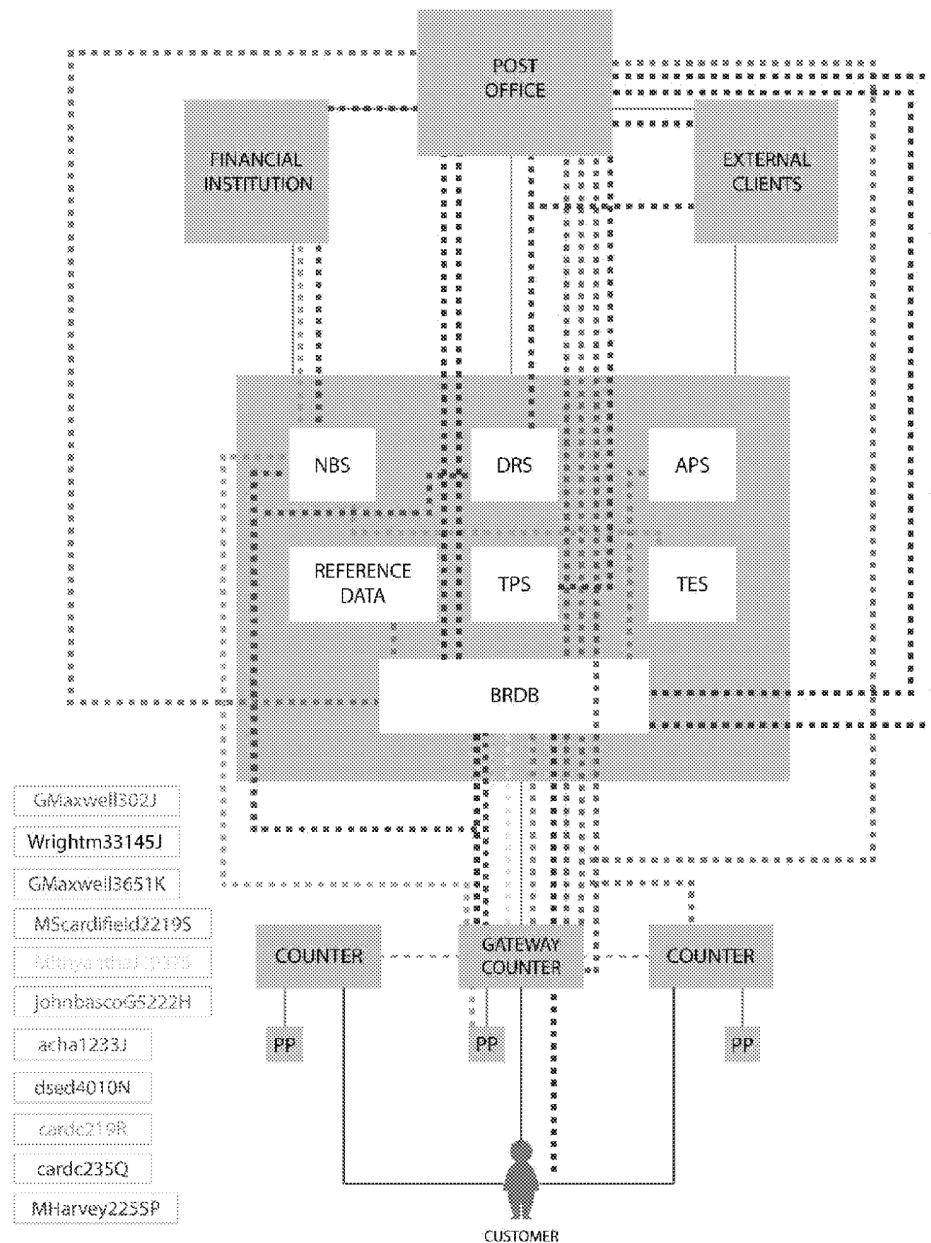 POST
OFFICE
FINANCIAL
INSTITUTION
EXTERNAL
CLIENTS
NBS
DRS
APS
REFERENCE
DATA
TPS
TES
BRDB
GMaxwell302J
Wrightm33145J
GMaxwell3651K
MScardifield2219S
JohnbascoG5222H
acha1233J
dsed4010N
cardc219R
cardc235Q
MHarvey2255P
COUNTER
GATEWAY
COUNTER
COUNTER
PP
PP
PP
CUSTOMER